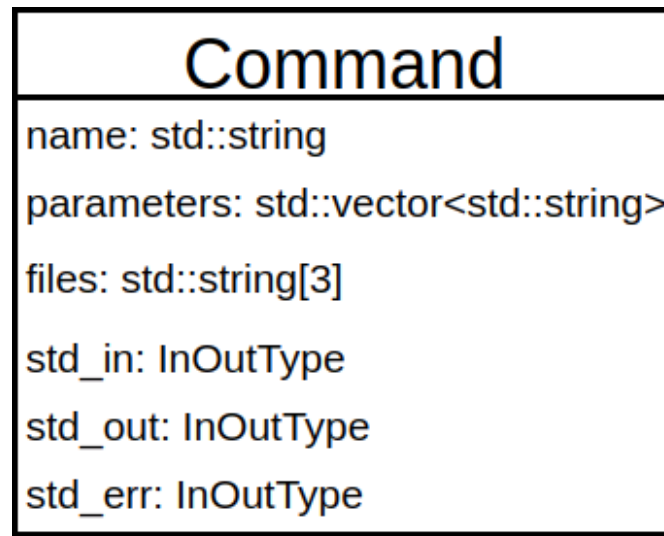 Command
name: std::string
parameters: std::vector<std::string>
files: std::string[3]
std_in: InOutType
std_out: InOutType
std_err: InOutType